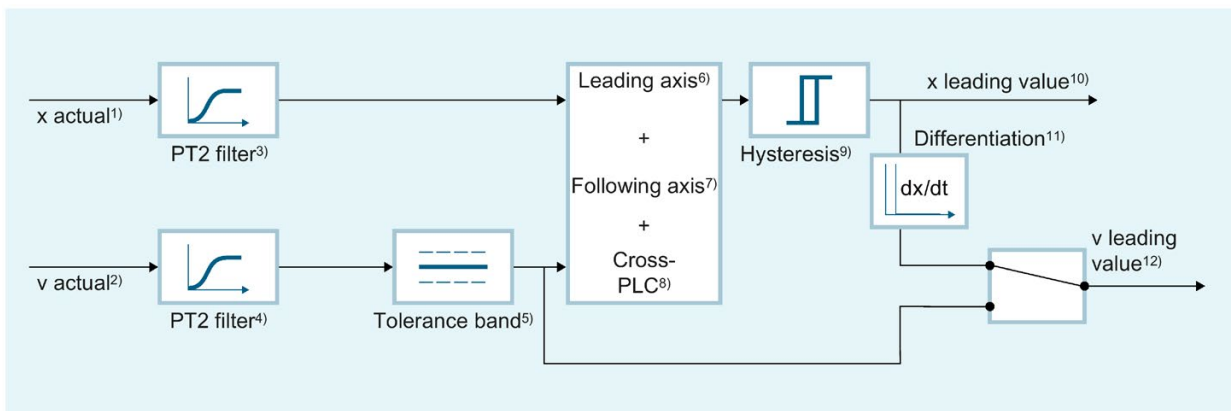 x actual1)
PT2 filter3)
v actual2)
PT2 filter4)
Tolerance band5)
Leading axis6)
+
Following axis7)
+
Cross-
PLC8)
Hysteresis9)
x leading value10)
Differentiation11)
dx/dt
v leading
value12)